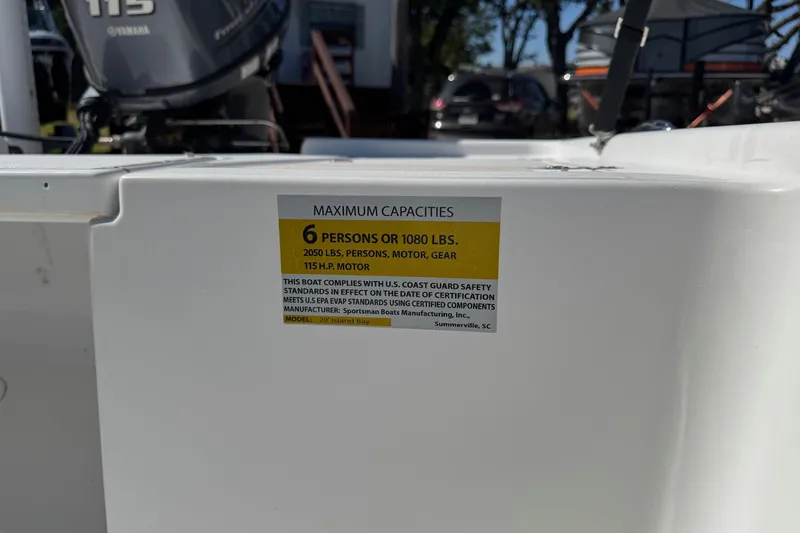 115
YAMAHA
MAXIMUM CAPACITIES
6 PERSONS OR 1080 LBS.
2050 LBS, PERSONS, MOTOR, GEAR
115 H.P. MOTOR
THIS BOAT COMPLIES WITH U.S. COAST GUARD SAFETY
STANDARDS IN EFFECT ON THE DATE OF CERTIFICATION
MEETS U.S EPA EVAP STANDARDS USING CERTIFIED COMPONENTS
MANUFACTURER: Sportsman Boats Manufacturing, Inc.,
Summerville, SC
MODEL: 20' Island Bay